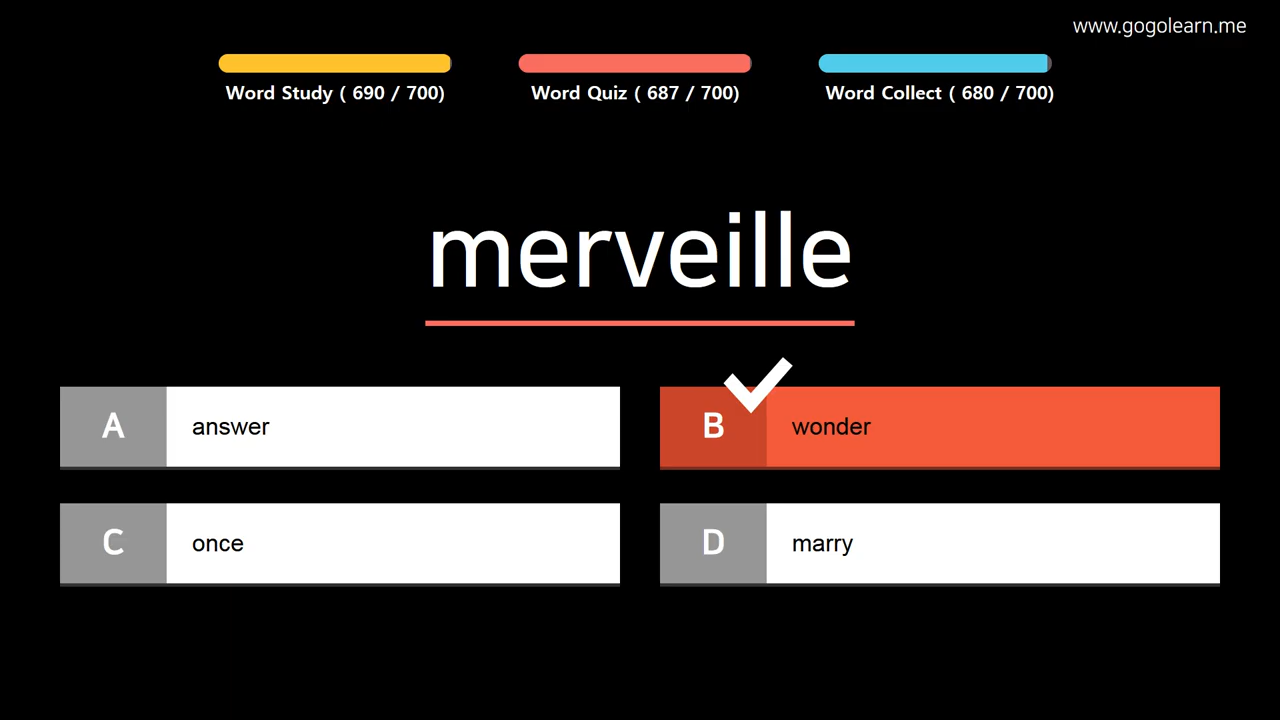 www.gogolearn.me
Word Study ( 690 / 700)
Word Quiz ( 687 / 700)
Word Collect ( 680 / 700)
merveille
A answer
B wonder
C once
D marry